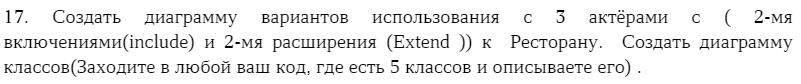 17. Создать диаграмму вариантов использования с 3 актёрами с ( 2-мя
включениями(include) и 2-мя расширения (Extend )) к Ресторану. Создать диаграмму
классов(Заходите в любой ваш код, где есть 5 классов и описываете его) .